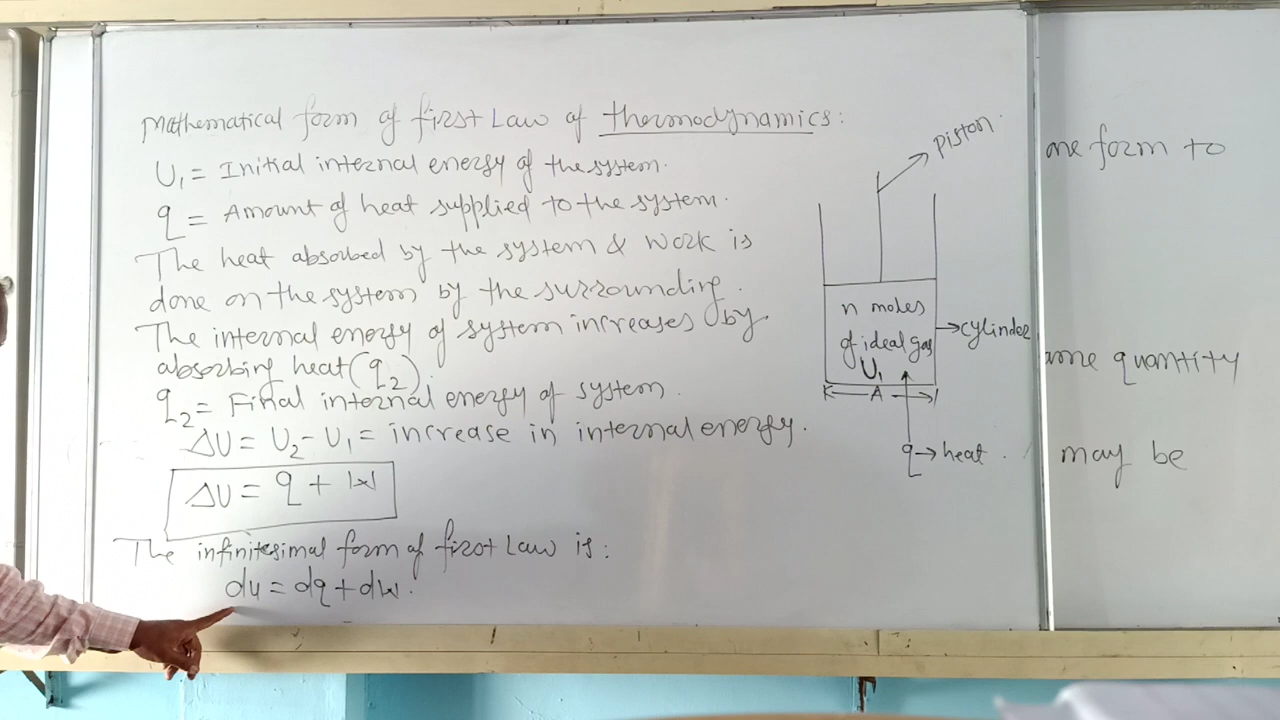 Mathematical form of first Law of thermodynamics:
U₁ = Initial internal energy of the system.
q = Amount of heat supplied to the system.
The heat absorbed by the system & work is
done on the system by the surrounding.
The internal energy of system increases by
absorbing heat (q₂).
q₂ = Final internal energy of system.
ΔU = U₂ - U₁ = increase in internal energy.
ΔU = q + W
The infinitesimal form of first Law is:
du = dq + dw.
piston
n moles
of ideal gas
U₁
→ cylinder
A
q → heat
one form to
ame quantity
may be